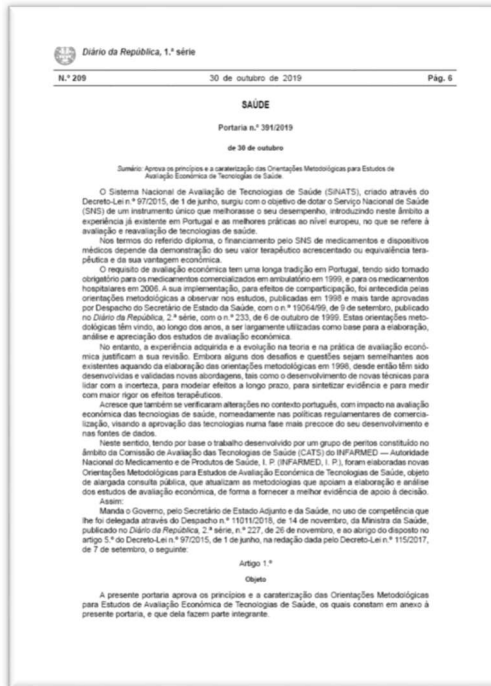 Diário da República, 1.ª série
N.º 209 30 de outubro de 2019 Pág. 6
SAÚDE
Portaria n.º 391/2019
de 30 de outubro
Sumário: Aprova os princípios e a caraterização das Orientações Metodológicas para Estudos de
Avaliação Económica de Tecnologias de Saúde.
O Sistema Nacional de Avaliação de Tecnologias de Saúde (SiNATS), criado através do
Decreto-Lei n.º 97/2015, de 1 de junho, surgiu com o objetivo de dotar o Serviço Nacional de Saúde
(SNS) de um instrumento único que melhorasse o seu desempenho, introduzindo neste âmbito a
experiência já existente em Portugal e as melhores práticas ao nível europeu, no que se refere à
avaliação e reavaliação de tecnologias de saúde.
Nos termos do referido diploma, o financiamento pelo SNS de medicamentos e dispositivos
médicos depende da demonstração do seu valor terapêutico acrescentado ou equivalência tera-
pêutica e da sua vantagem económica.
O requisito de avaliação económica tem uma longa tradição em Portugal, tendo sido tornado
obrigatório para os medicamentos comercializados em ambulatório em 1999, e para os medicamentos
hospitalares em 2006. A sua implementação, para efeitos de comparticipação, foi antecedida pelas
orientações metodológicas a observar nos estudos, publicadas em 1998 e mais tarde aprovadas
por Despacho do Secretário de Estado da Saúde, com o n.º 19064/99, de 9 de setembro, publicado
no Diário da República, 2.ª série, com o n.º 233, de 6 de outubro de 1999. Estas orientações meto-
dológicas têm vindo, ao longo dos anos, a ser largamente utilizadas como base para a elaboração,
análise e apreciação dos estudos de avaliação económica.
No entanto, a experiência adquirida e a evolução na teoria e na prática de avaliação econó-
mica justificam a sua revisão. Embora alguns dos desafios e questões sejam semelhantes aos
existentes aquando da elaboração das orientações metodológicas em 1998, desde então têm sido
desenvolvidas e validadas novas abordagens, tais como o desenvolvimento de novas técnicas para
lidar com a incerteza, para modelar efeitos a longo prazo, para sintetizar evidência e para medir
com maior rigor os efeitos terapêuticos.
Acresce que também se verificaram alterações no contexto português, com impacto na avaliação
económica das tecnologias de saúde, nomeadamente nas políticas regulamentares de comercia-
lização, visando a aprovação das tecnologias numa fase mais precoce do seu desenvolvimento e
nas fontes de dados.
Neste sentido, tendo por base o trabalho desenvolvido por um grupo de peritos constituído no
âmbito da Comissão de Avaliação das Tecnologias de Saúde (CATS) do INFARMED — Autoridade
Nacional do Medicamento e de Produtos de Saúde, I. P. (INFARMED, I. P.), foram elaboradas novas
Orientações Metodológicas para Estudos de Avaliação Económica de Tecnologias de Saúde, objeto
de alargada consulta pública, que atualizam as metodologias que apoiam a elaboração e análise
dos estudos de avaliação económica, de forma a fornecer a melhor evidência de apoio à decisão.
Assim:
Manda o Governo, pelo Secretário de Estado Adjunto e da Saúde, no uso de competência que
lhe foi delegada através do Despacho n.º 11011/2018, de 14 de novembro, da Ministra da Saúde,
publicado no Diário da República, 2.ª série, n.º 227, de 26 de novembro, e ao abrigo do disposto no
artigo 5.º do Decreto-Lei n.º 97/2015, de 1 de junho, na redação dada pelo Decreto-Lei n.º 115/2017,
de 7 de setembro, o seguinte:
Artigo 1.º
Objeto
A presente portaria aprova os princípios e a caraterização das Orientações Metodológicas
para Estudos de Avaliação Económica de Tecnologias de Saúde, os quais constam em anexo à
presente portaria, e que dela fazem parte integrante.